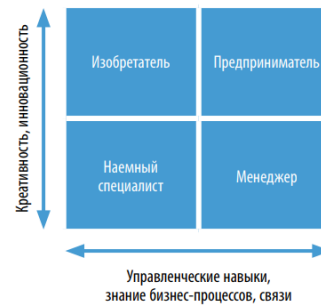 Креативность, инновационность
Изобретатель
Предприниматель
Наемный
специалист
Менеджер
Управленческие навыки,
знание бизнес-процессов, связи